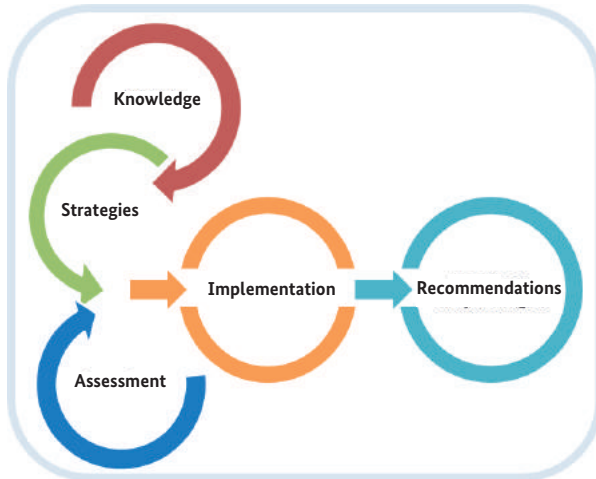 Knowledge
Strategies
Implementation
Recommendations
Assessment